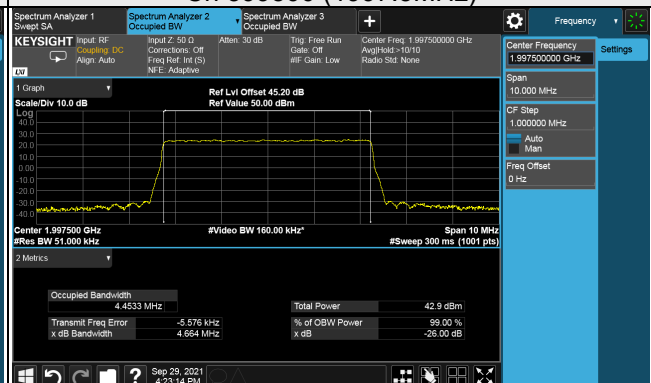 Spectrum Analyzer 1
Swept SA
Spectrum Analyzer 2
Occupied BW
Spectrum Analyzer 3
Occupied BW
+
Frequency
KEYSIGHT
Input: RF
Coupling: DC
Align: Auto
Input Z: 50 Ω
Corrections: Off
Freq Ref: Int (S)
NFE: Adaptive
Atten: 30 dB
Trig: Free Run
Gate: Off
#IF Gain: Low
Center Freq: 1.997500000 GHz
Avg|Hold:>10/10
Radio Std: None
LXI
Center Frequency
1.997500000 GHz
Settings
Span
10.000 MHz
CF Step
1.000000 MHz
Auto
Man
Freq Offset
0 Hz
1 Graph
Scale/Div 10.0 dB
Ref Lvl Offset 45.20 dB
Ref Value 50.00 dBm
Log
40.0
30.0
20.0
10.0
0.00
-10.0
-20.0
-30.0
-40.0
Center 1.997500 GHz
#Res BW 51.000 kHz
#Video BW 160.00 kHz*
Span 10 MHz
#Sweep 300 ms (1001 pts)
2 Metrics
Occupied Bandwidth
4.4533 MHz
Total Power 42.9 dBm
Transmit Freq Error -5.576 kHz
% of OBW Power 99.00 %
x dB Bandwidth 4.664 MHz
x dB -26.00 dB
?
Sep 29, 2021
4:23:14 PM